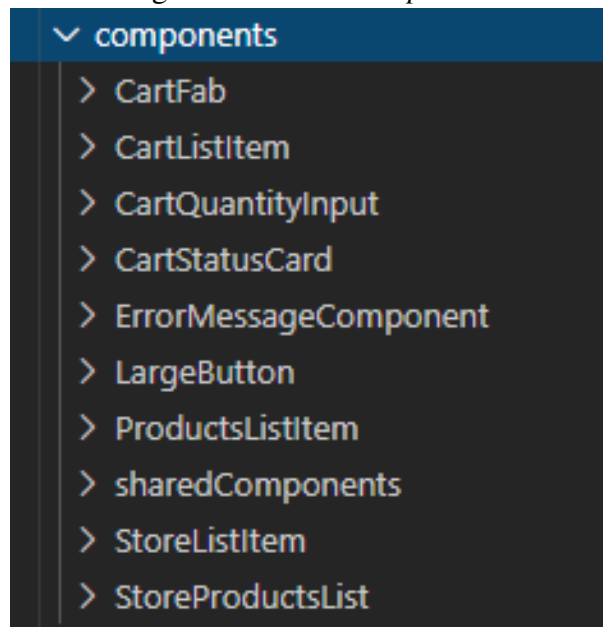 components
CartFab
CartListItem
CartQuantityInput
CartStatusCard
ErrorMessageComponent
LargeButton
ProductsListItem
sharedComponents
StoreListItem
StoreProductsList